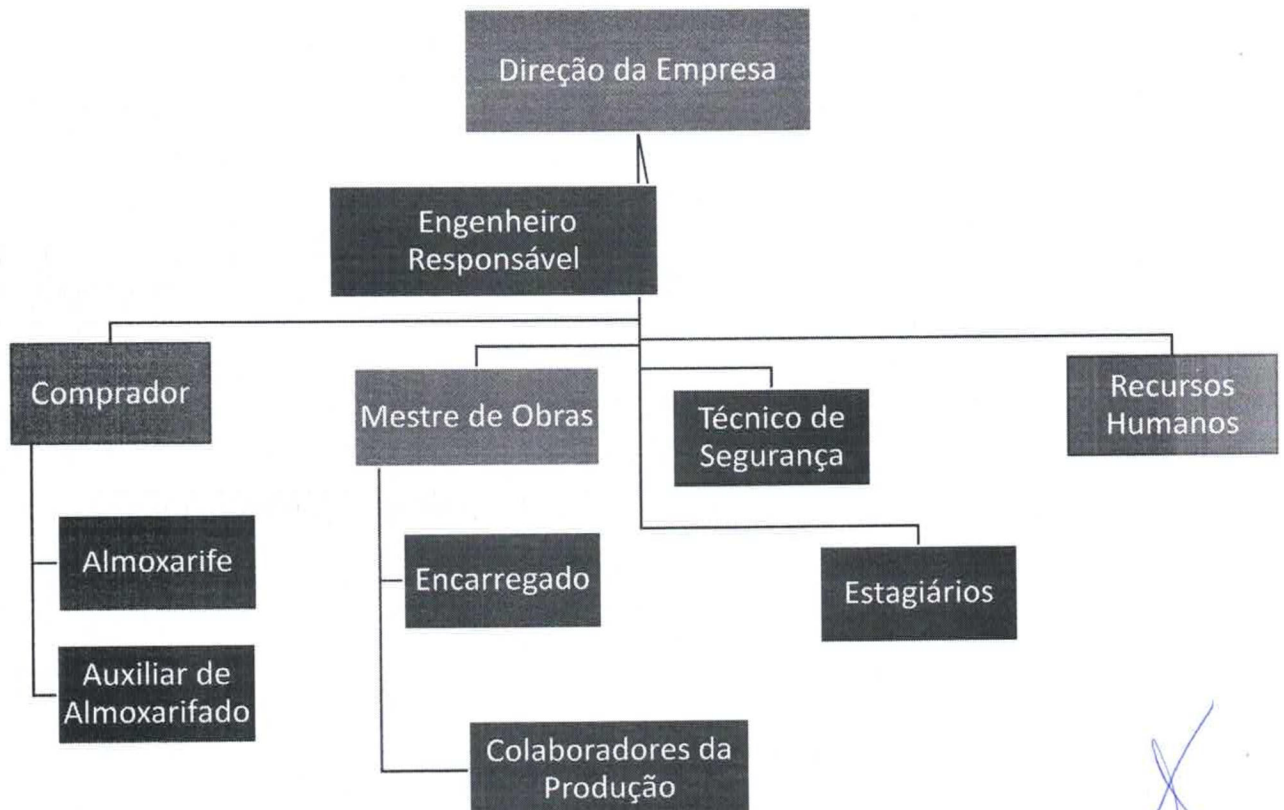 Direção da Empresa
Engenheiro
Responsável
Comprador
Mestre de Obras
Técnico de
Segurança
Recursos
Humanos
Almoxarife
Encarregado
Estagiários
Auxiliar de
Almoxarifado
Colaboradores da
Produção